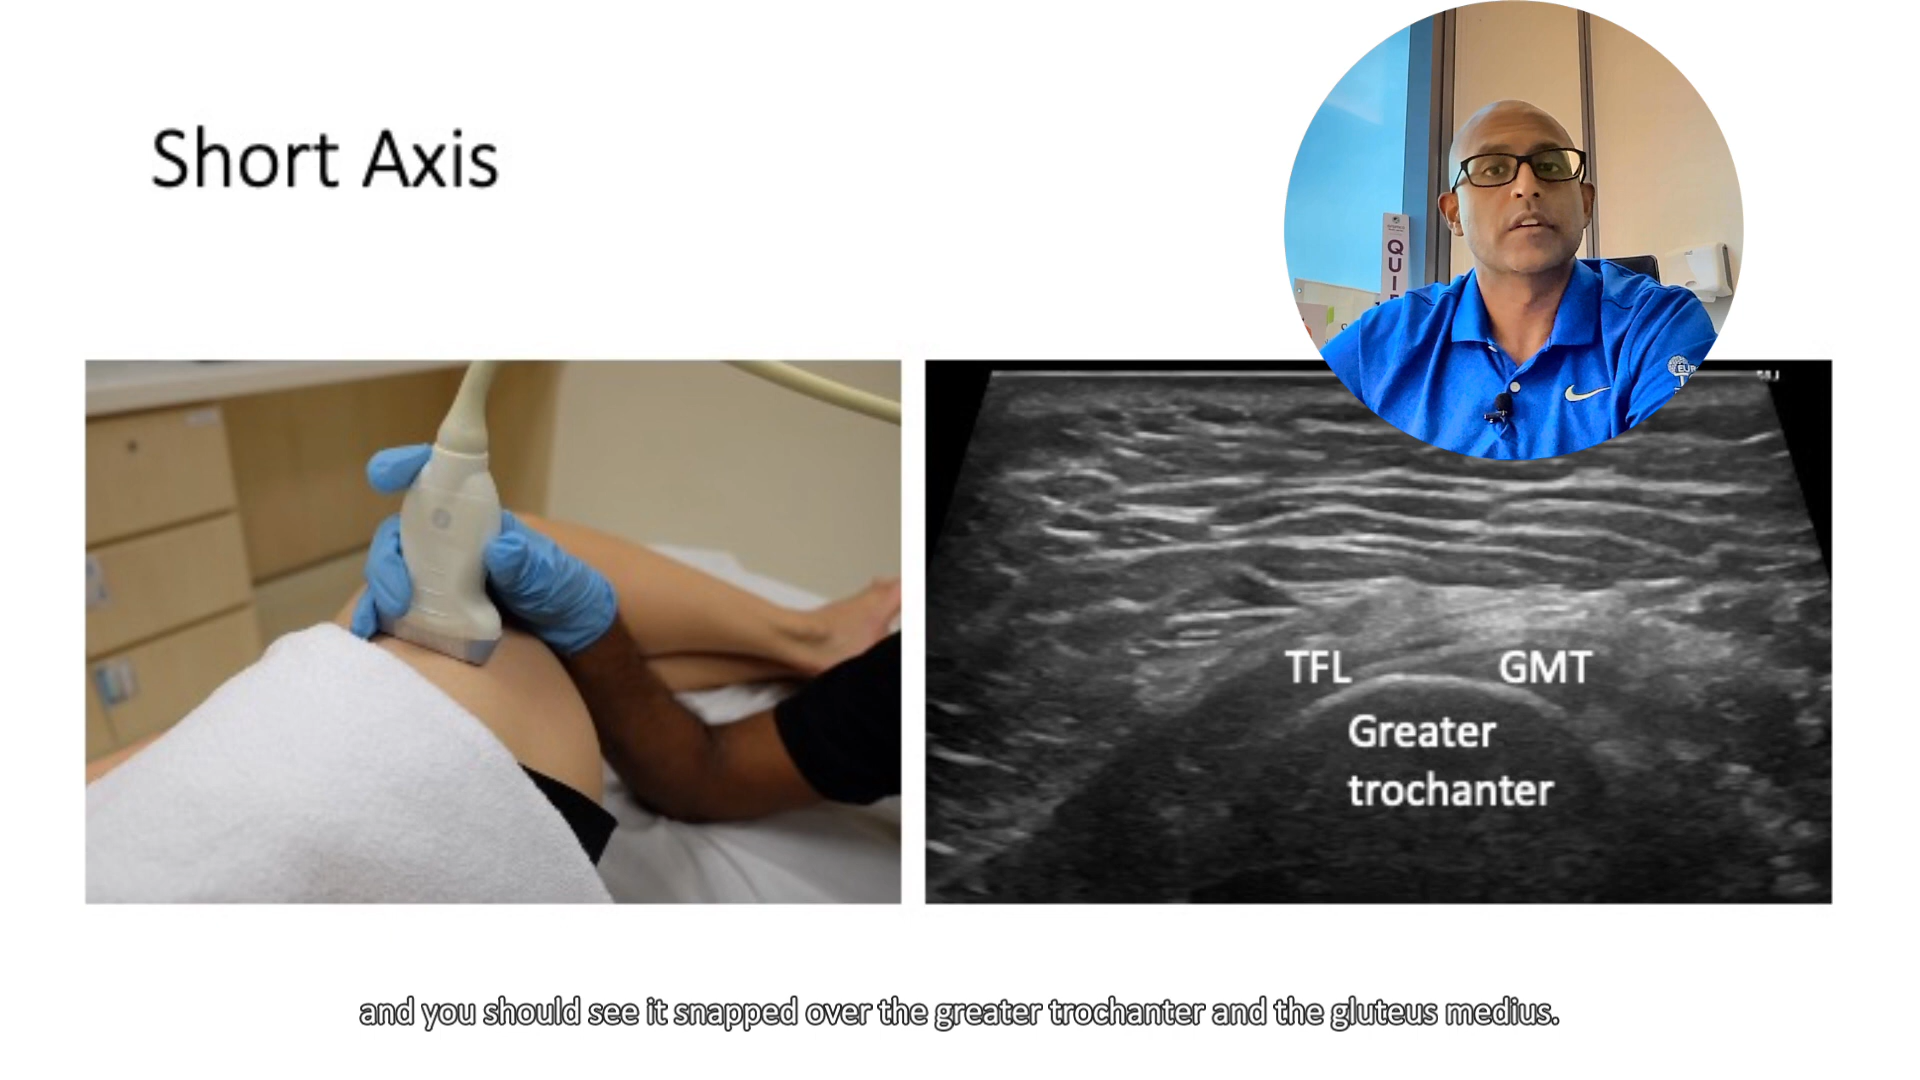 Short Axis
QUI
TFL
GMT
Greater
trochanter
and you should see it snapped over the greater trochanter and the gluteus medius.